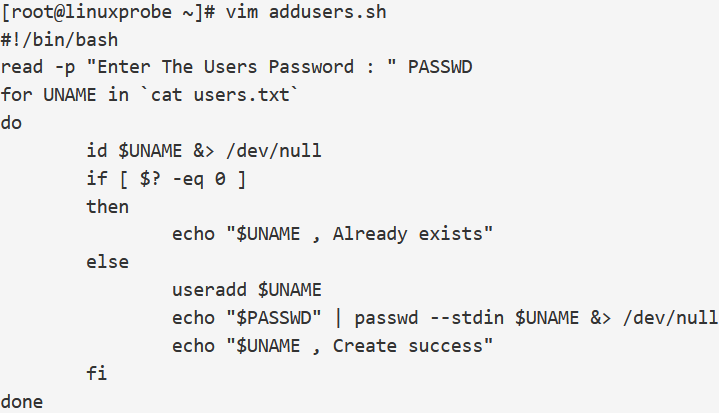 [root@linuxprobe ~]# vim addusers.sh
#!/bin/bash
read -p "Enter The Users Password : " PASSWD
for UNAME in `cat users.txt`
do
        id $UNAME &> /dev/null
        if [ $? -eq 0 ]
        then
                echo "$UNAME , Already exists"
        else
                useradd $UNAME
                echo "$PASSWD" | passwd --stdin $UNAME &> /dev/null
                echo "$UNAME , Create success"
        fi
done